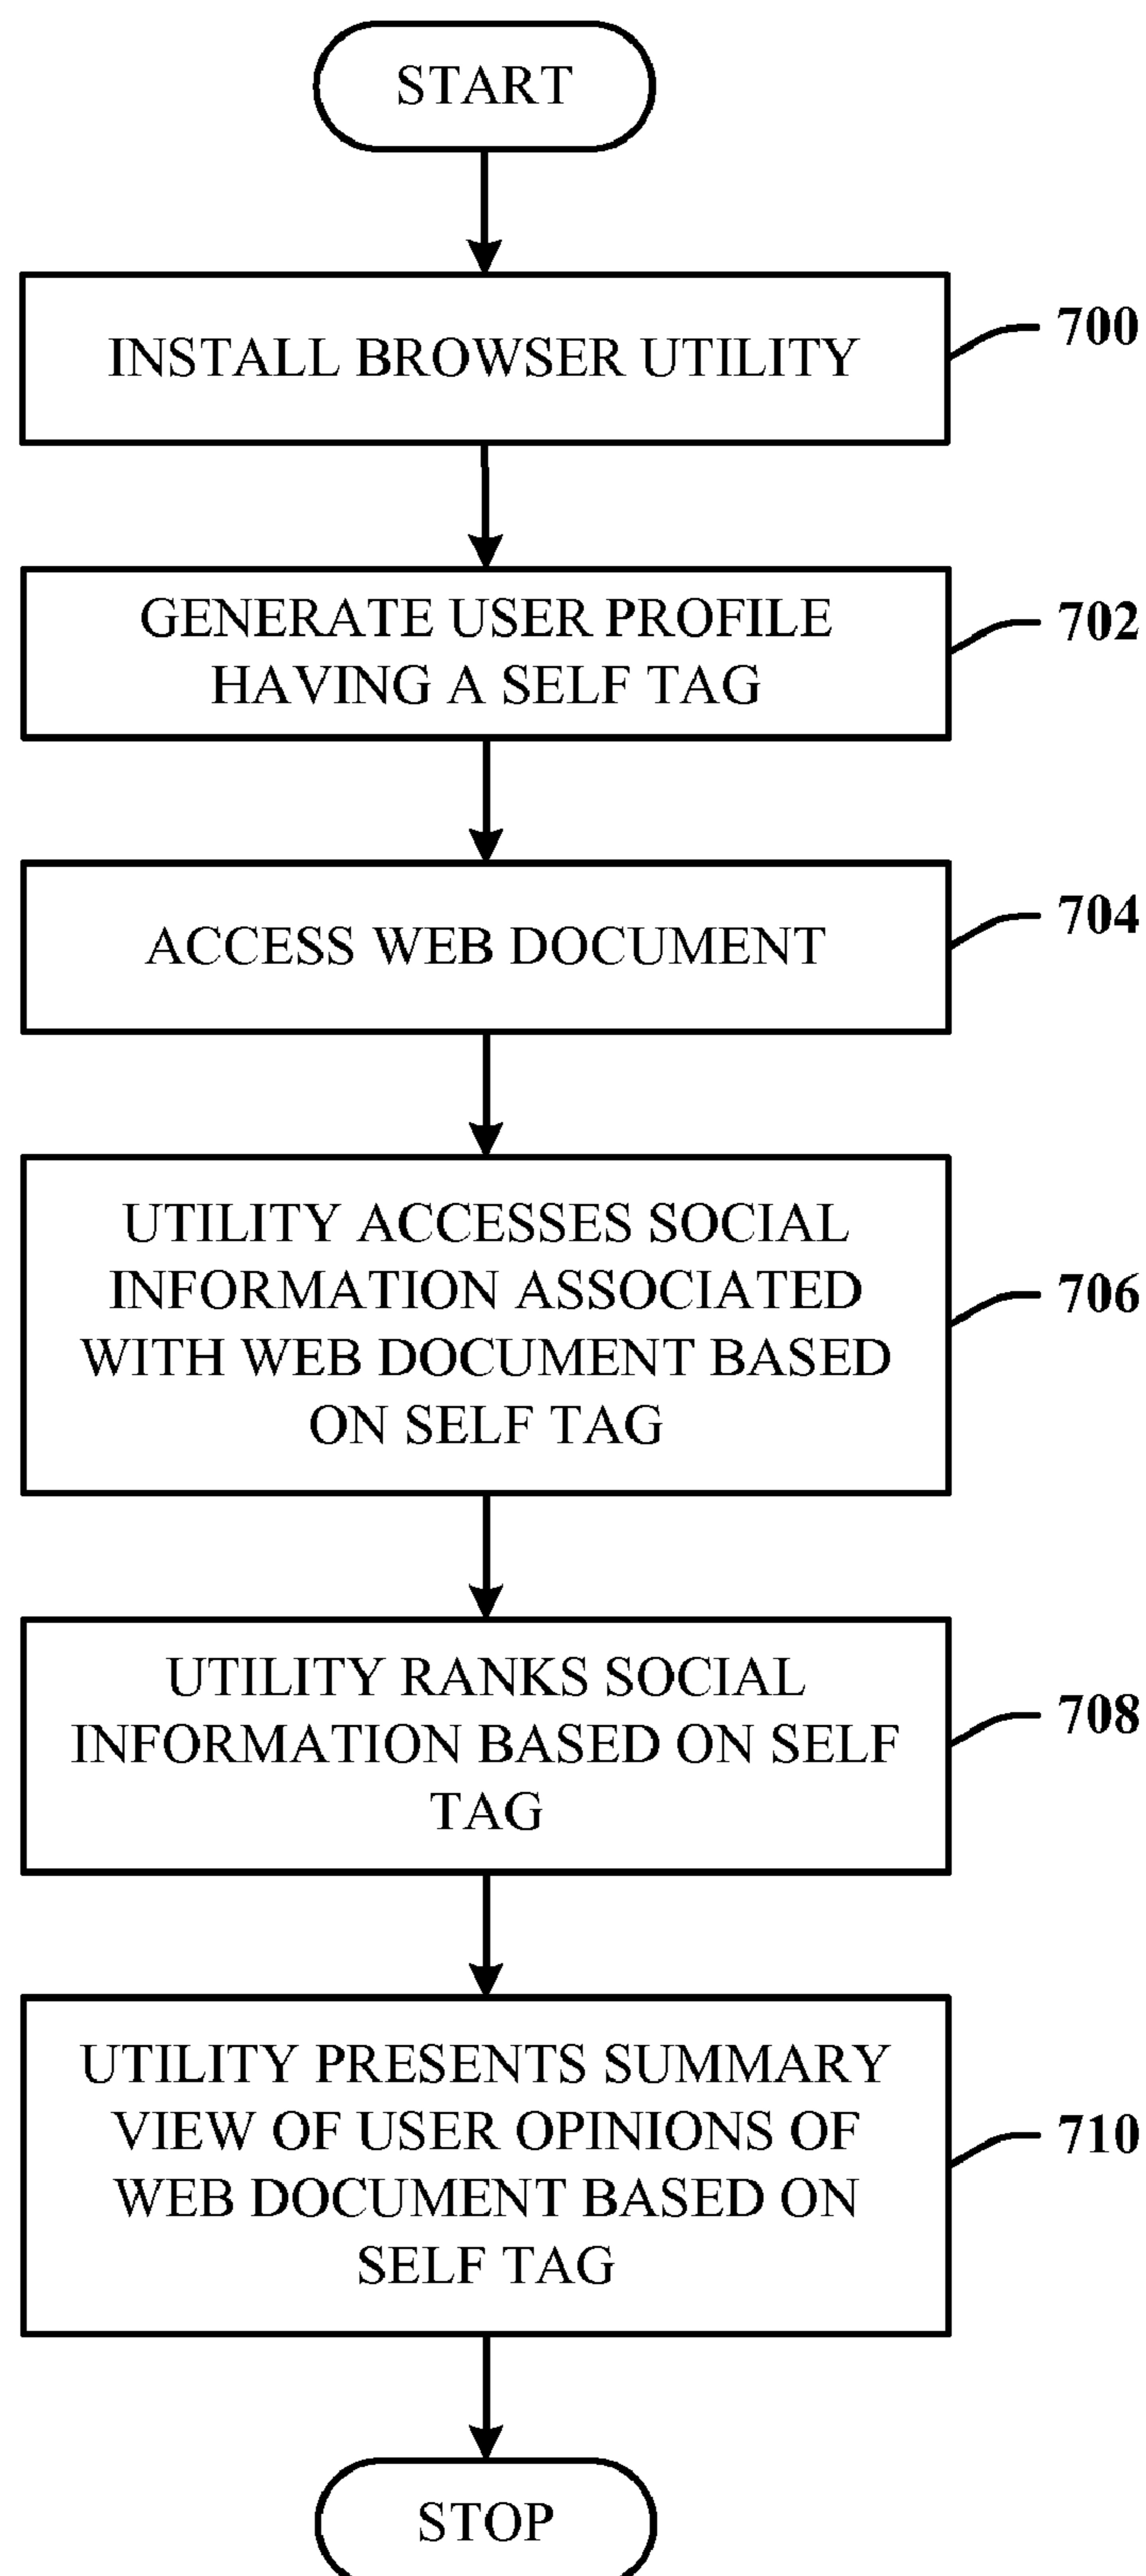 START
INSTALL BROWSER UTILITY
700
GENERATE USER PROFILE
HAVING A SELF TAG
702
ACCESS WEB DOCUMENT
704
UTILITY ACCESSES SOCIAL
INFORMATION ASSOCIATED
WITH WEB DOCUMENT BASED
ON SELF TAG
706
UTILITY RANKS SOCIAL
INFORMATION BASED ON SELF
TAG
708
UTILITY PRESENTS SUMMARY
VIEW OF USER OPINIONS OF
WEB DOCUMENT BASED ON
SELF TAG
710
STOP